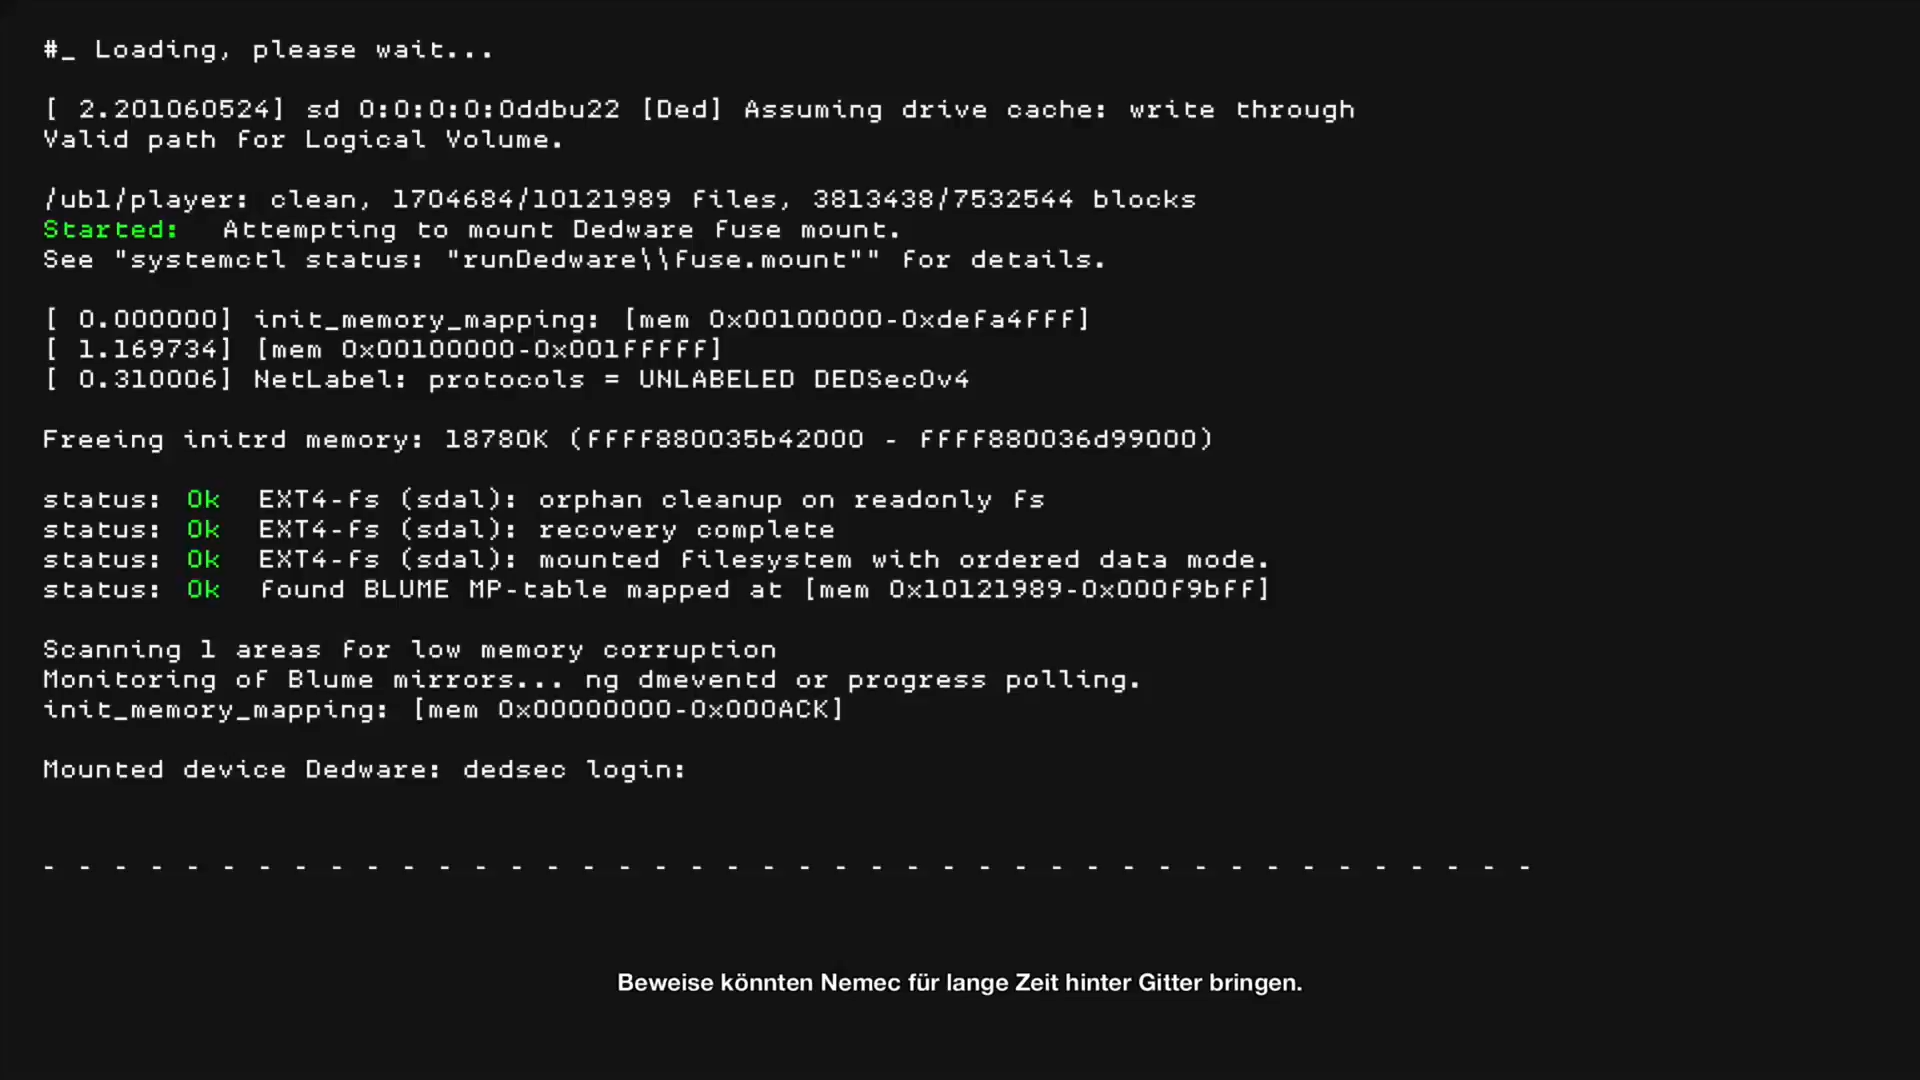 #_ Loading, please wait...
[ 2.201060524] sd 0:0:0:0:0ddbu22 [Ded] Assuming drive cache: write through
Valid path for Logical Volume.
/ubl/player: clean, 1704684/10121989 files, 3813438/7532544 blocks
Started: Attempting to mount Dedware fuse mount.
See "systemctl status: "runDedware\\fuse.mount"" for details.
[ 0.000000] init_memory_mapping: [mem 0x00100000-0xdefa4fff]
[ 1.169734] [mem 0x00100000-0x001fffff]
[ 0.310006] NetLabel: protocols = UNLABELED DEDSec0v4
Freeing initrd memory: 18780K (ffff880035b42000 - ffff880036d99000)
status: Ok EXT4-fs (sdal): orphan cleanup on readonly fs
status: Ok EXT4-fs (sdal): recovery complete
status: Ok EXT4-fs (sdal): mounted filesystem with ordered data mode.
status: Ok found BLUME MP-table mapped at [mem 0x10121989-0x000f9bff]
Scanning 1 areas for low memory corruption
Monitoring of Blume mirrors... ng dmeventd or progress polling.
init_memory_mapping: [mem 0x00000000-0x000ACK]
Mounted device Dedware: dedsec login:
- - - - - - - - - - - - - - - - - - - - - - - - - - - - - - - - - - - - - - - - - -
Beweise könnten Nemec für lange Zeit hinter Gitter bringen.